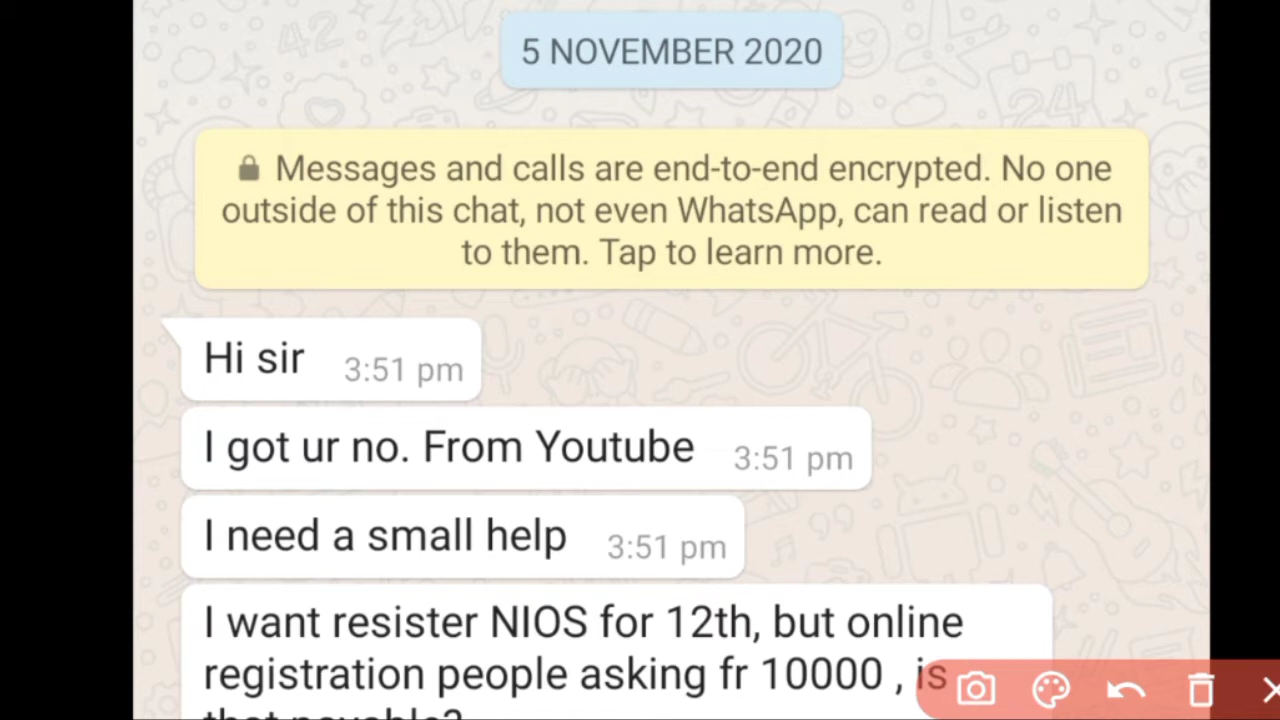 5 NOVEMBER 2020
Messages and calls are end-to-end encrypted. No one
outside of this chat, not even WhatsApp, can read or listen
to them. Tap to learn more.
Hi sir 3:51 pm
I got ur no. From Youtube 3:51 pm
I need a small help 3:51 pm
I want resister NIOS for 12th, but online
registration people asking fr 10000 , is
that payable?